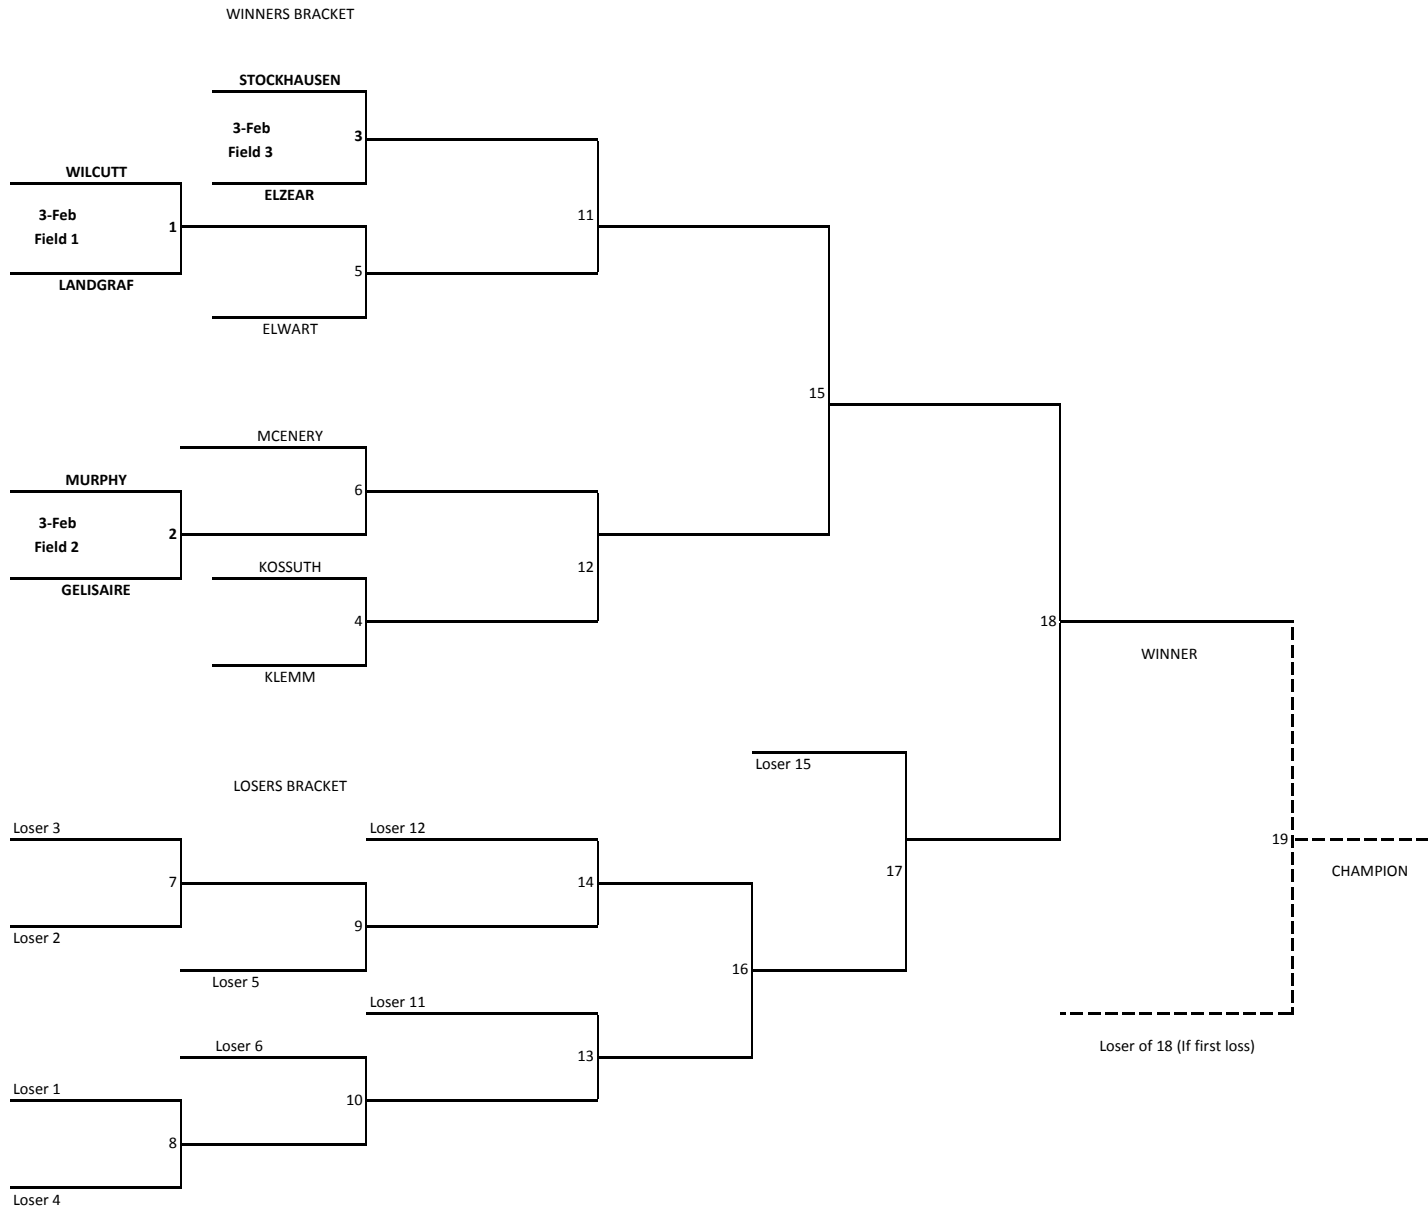 WINNERS BRACKET
STOCKHAUSEN
3-Feb
3
Field 3
WILCUTT
ELZEAR
3-Feb
11
1
Field 1
5
LANDGRAF
ELWART
15
MCENERY
MURPHY
6
3-Feb
2
Field 2
KOSSUTH
12
GELISAIRE
4
18
WINNER
KLEMM
Loser 15
LOSERS BRACKET
Loser 3
Loser 12
19
17
CHAMPION
7
14
9
Loser 2
16
Loser 5
Loser 11
Loser 6
Loser of 18 (If first loss)
13
Loser 1
10
8
Loser 4